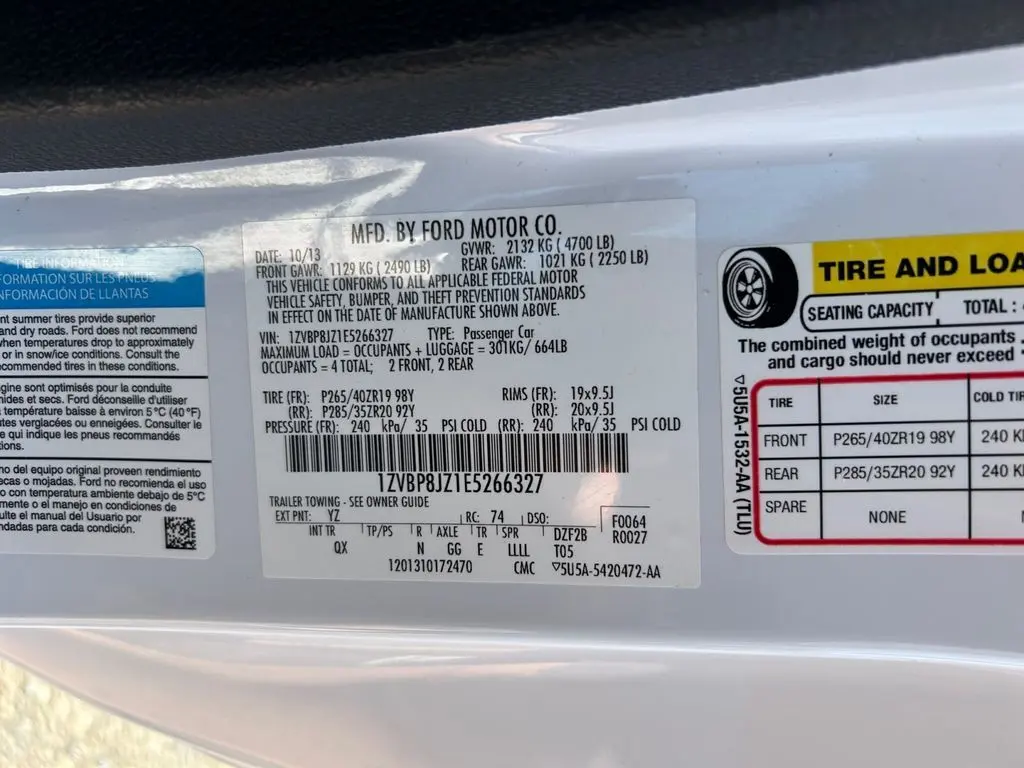 TIRE INFORMATION
FORMATION SUR LES PNEUS
NFORMACIÓN DE LLANTAS
nt summer tires provide superior
and dry roads. Ford does not recommend
when temperatures drop to approximately
or in snow/ice conditions. Consult the
commended tires in these conditions.
gine sont optimisés pour la conduite
mides et secs. Ford déconseille d'utiliser
température baisse à environ 5°C (40°F)
utes verglacées ou enneigées. Consulter le
e qui indique les pneus recommandés
tions.
no del equipo original proveen rendimiento
as. Ford no recomienda el uso
o con temperatura ambiente debajo de 5°C
mente o el manejo en condiciones de
ulte el manual del Usuario por
ndadas para cada condición.
MFD. BY FORD MOTOR CO.
DATE: 10/13 GVWR: 2132 KG ( 4700 LB)
FRONT GAWR: 1129 KG ( 2490 LB) REAR GAWR: 1021 KG ( 2250 LB)
THIS VEHICLE CONFORMS TO ALL APPLICABLE FEDERAL MOTOR
VEHICLE SAFETY, BUMPER, AND THEFT PREVENTION STANDARDS
IN EFFECT ON THE DATE OF MANUFACTURE SHOWN ABOVE.
VIN: 1ZVBP8JZ1E5266327 TYPE: Passenger Car
MAXIMUM LOAD = OCCUPANTS + LUGGAGE = 301KG/ 664LB
OCCUPANTS = 4 TOTAL; 2 FRONT, 2 REAR
TIRE (FR): P265/40ZR19 98Y RIMS (FR): 19x9.5J
(RR): P285/35ZR20 92Y (RR): 20x9.5J
PRESSURE (FR): 240 kPa/ 35 PSI COLD (RR): 240 kPa/ 35 PSI COLD
1ZVBP8JZ1E5266327
TRAILER TOWING - SEE OWNER GUIDE
EXT PNT: YZ RC: 74 DSO: F0064
INT TR TP/PS R AXLE TR SPR DZF2B R0027
QX N GG E LLLL T05
1201310172470 CMC ▽5U5A-5420472-AA
TIRE AND LOA
SEATING CAPACITY TOTAL :
The combined weight of occupants
and cargo should never exceed
▽5U5A-1532-AA (TLU)
TIRE SIZE COLD TIR
FRONT P265/40ZR19 98Y 240 K
REAR P285/35ZR20 92Y 240 K
SPARE NONE